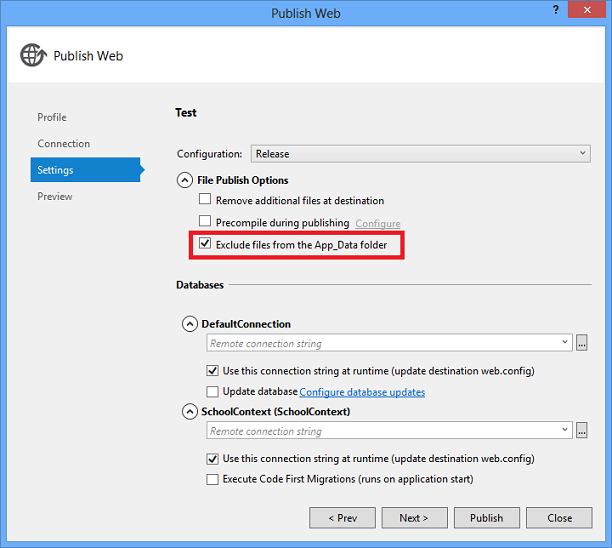 Publish Web
?
Publish Web
Profile
Connection
Settings
Preview
Test
Configuration: Release
File Publish Options
Remove additional files at destination
Precompile during publishing Configure
Exclude files from the App_Data folder
Databases
DefaultConnection
Remote connection string ...
Use this connection string at runtime (update destination web.config)
Update database Configure database updates
SchoolContext (SchoolContext)
Remote connection string ...
Use this connection string at runtime (update destination web.config)
Execute Code First Migrations (runs on application start)
< Prev Next > Publish Close